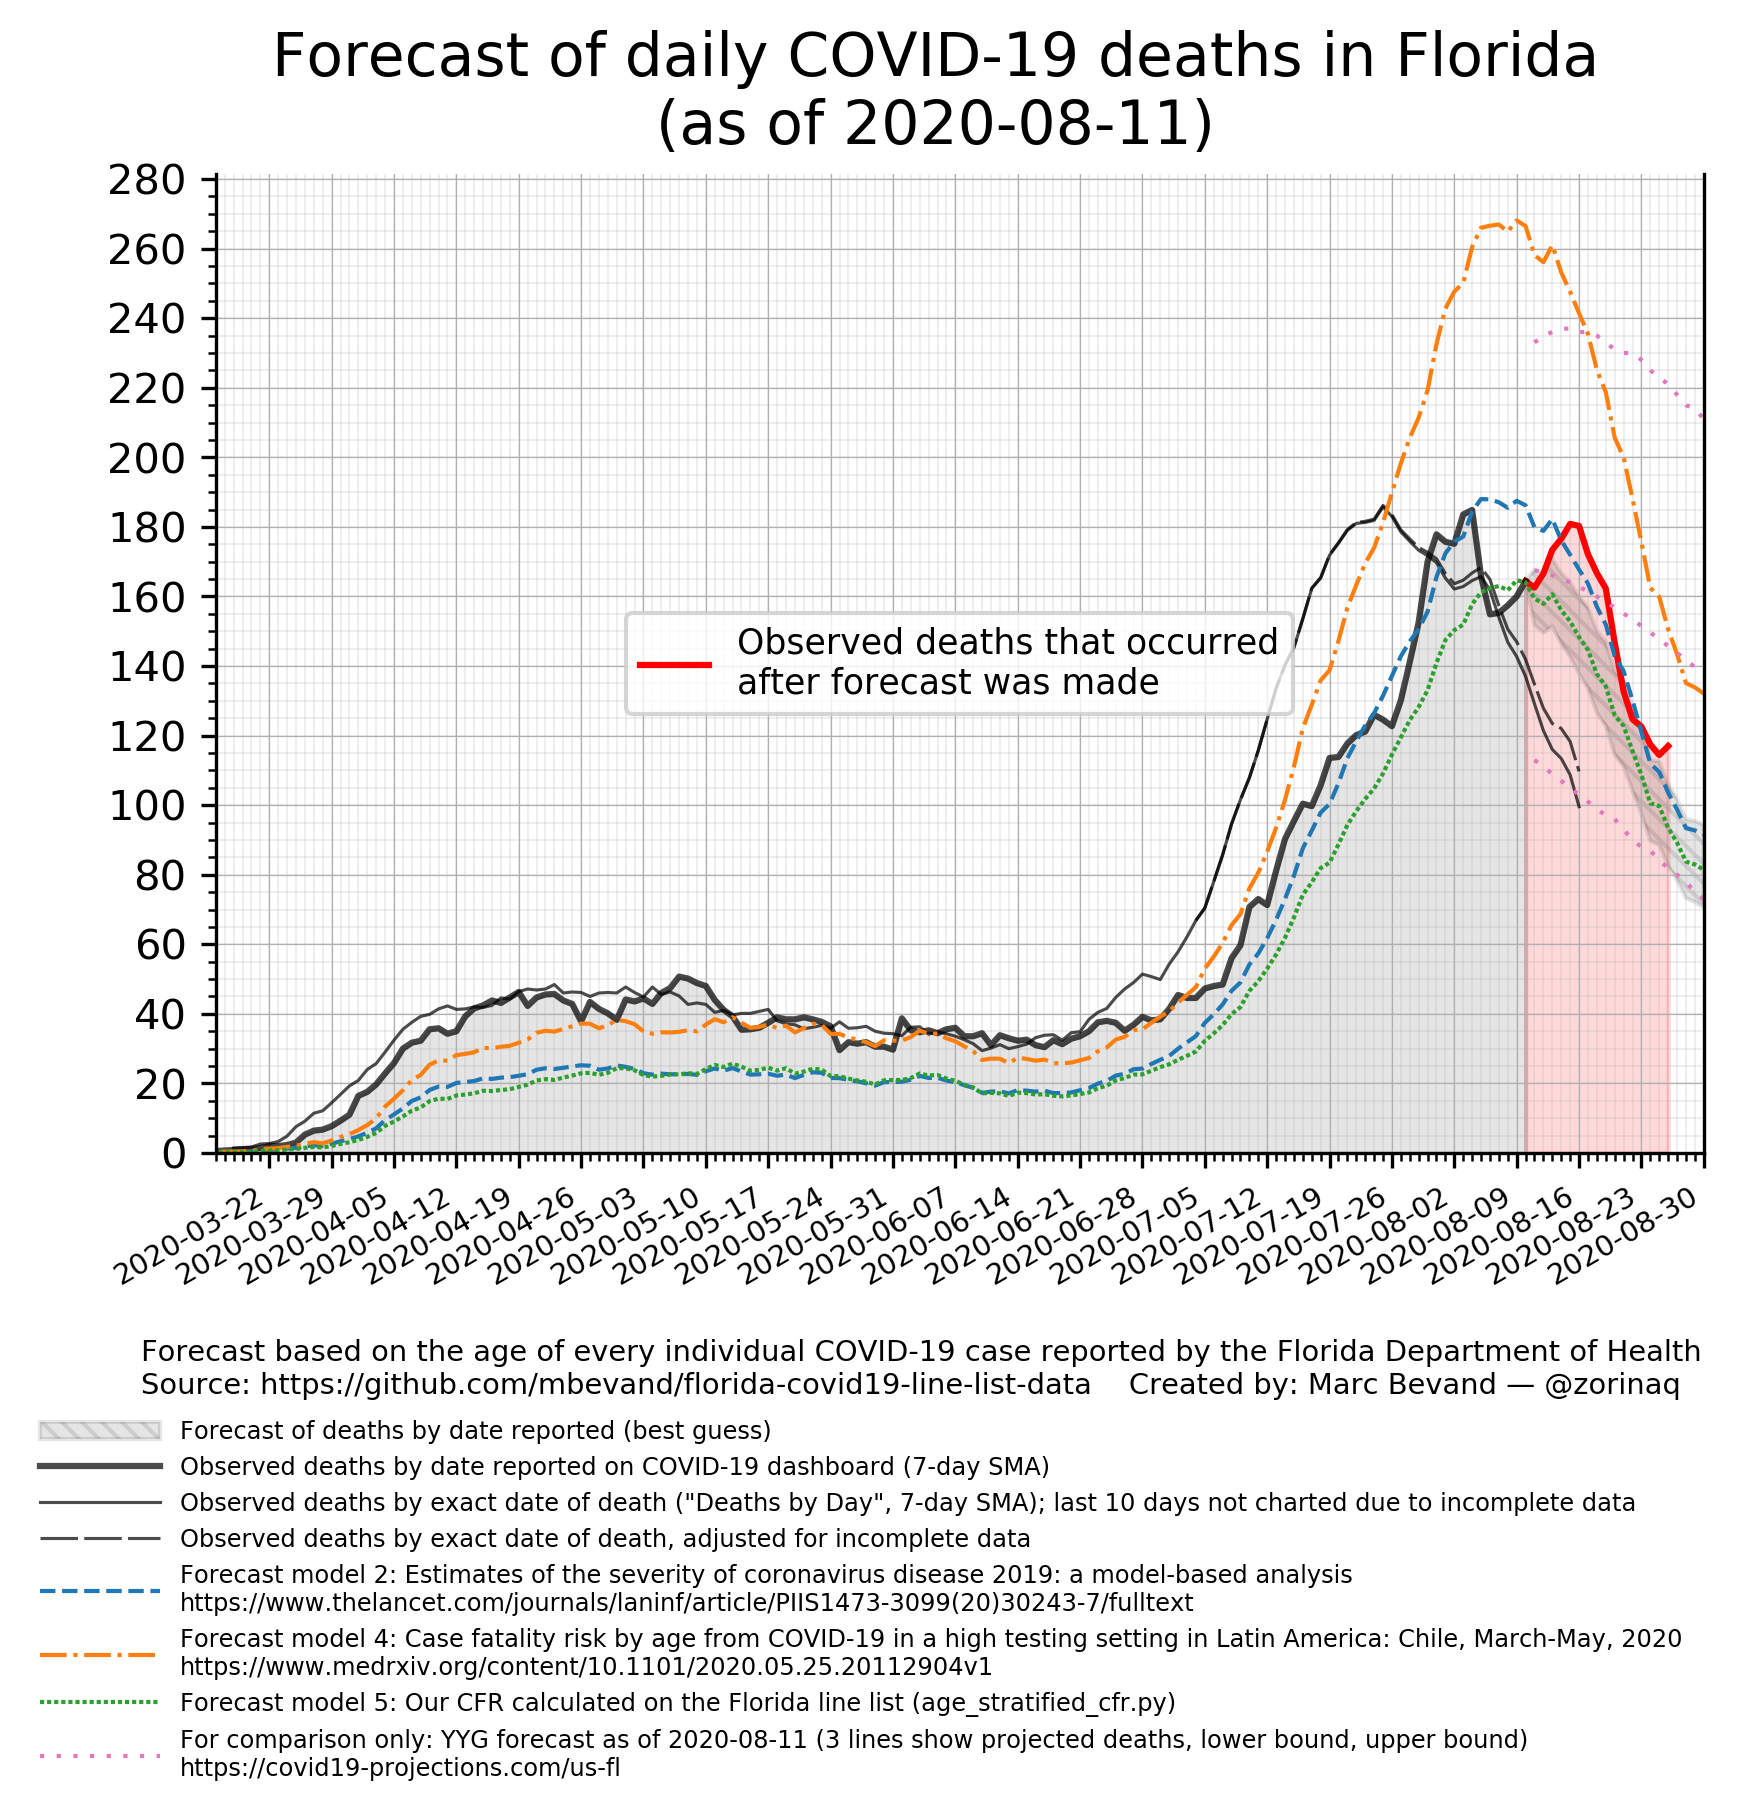 Forecast of daily COVID-19 deaths in Florida
(as of 2020-08-11)
280
260
240
220
200
180
160
140
120
100
80
60
40
20
0
Observed deaths that occurred
after forecast was made
2020-03-22
2020-03-29
2020-04-05
2020-04-12
2020-04-19
2020-04-26
2020-05-03
2020-05-10
2020-05-17
2020-05-24
2020-05-31
2020-06-07
2020-06-14
2020-06-21
2020-06-28
2020-07-05
2020-07-12
2020-07-19
2020-07-26
2020-08-02
2020-08-09
2020-08-16
2020-08-23
2020-08-30
Forecast based on the age of every individual COVID-19 case reported by the Florida Department of Health
Source: https://github.com/mbevand/florida-covid19-line-list-data Created by: Marc Bevand — @zorinaq
Forecast of deaths by date reported (best guess)
Observed deaths by date reported on COVID-19 dashboard (7-day SMA)
Observed deaths by exact date of death ("Deaths by Day", 7-day SMA); last 10 days not charted due to incomplete data
Observed deaths by exact date of death, adjusted for incomplete data
Forecast model 2: Estimates of the severity of coronavirus disease 2019: a model-based analysis
https://www.thelancet.com/journals/laninf/article/PIIS1473-3099(20)30243-7/fulltext
Forecast model 4: Case fatality risk by age from COVID-19 in a high testing setting in Latin America: Chile, March-May, 2020
https://www.medrxiv.org/content/10.1101/2020.05.25.20112904v1
Forecast model 5: Our CFR calculated on the Florida line list (age_stratified_cfr.py)
For comparison only: YYG forecast as of 2020-08-11 (3 lines show projected deaths, lower bound, upper bound)
https://covid19-projections.com/us-fl